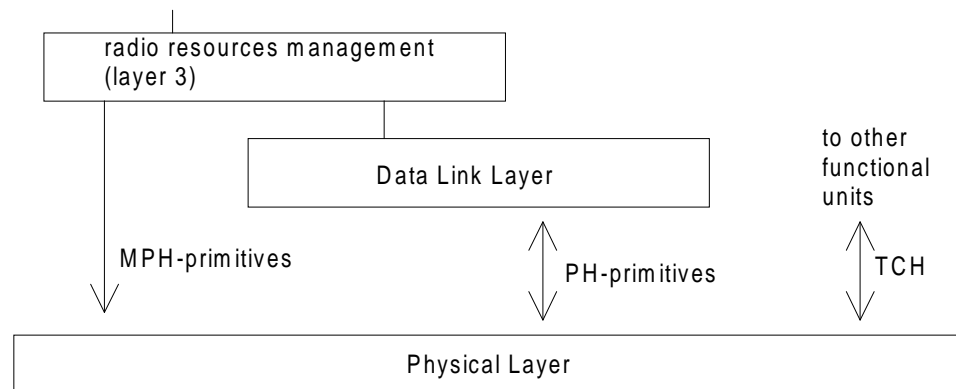 radio resources management
(layer 3)
Data Link Layer
to other
functional
units
MPH-primitives
PH-primitives
TCH
Physical Layer